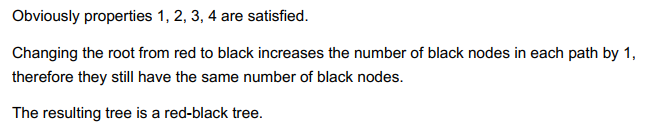 Obviously properties 1, 2, 3, 4 are satisfied.
Changing the root from red to black increases the number of black nodes in each path by 1,
therefore they still have the same number of black nodes.
The resulting tree is a red-black tree.